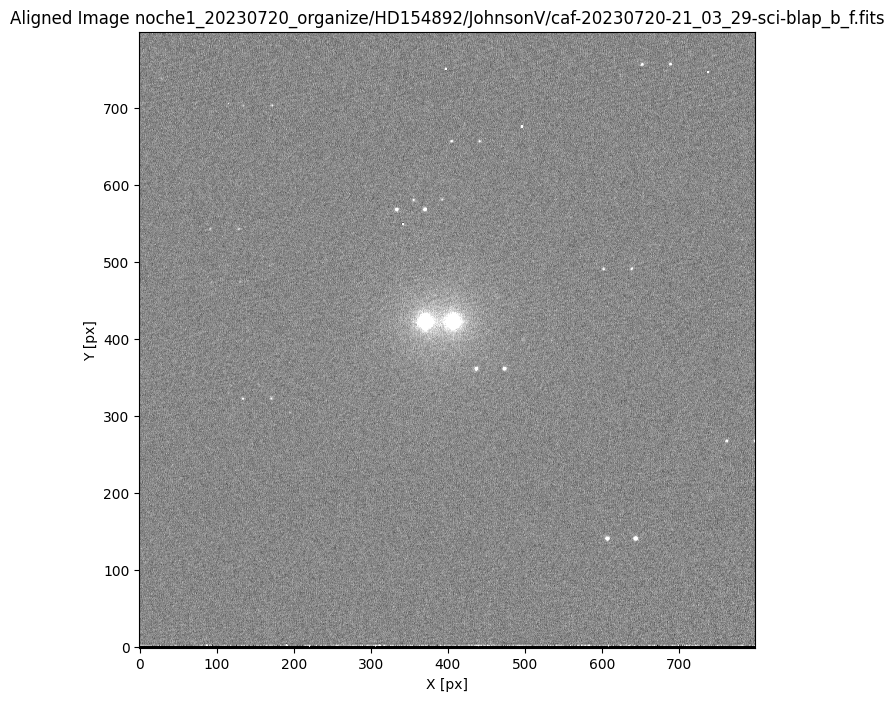 Aligned Image noche1_20230720_organize/HD154892/JohnsonV/caf-20230720-21_03_29-sci-blap_b_f.fits
700
600
500
400
300
200
100
0
Y [px]
0 100 200 300 400 500 600 700
X [px]